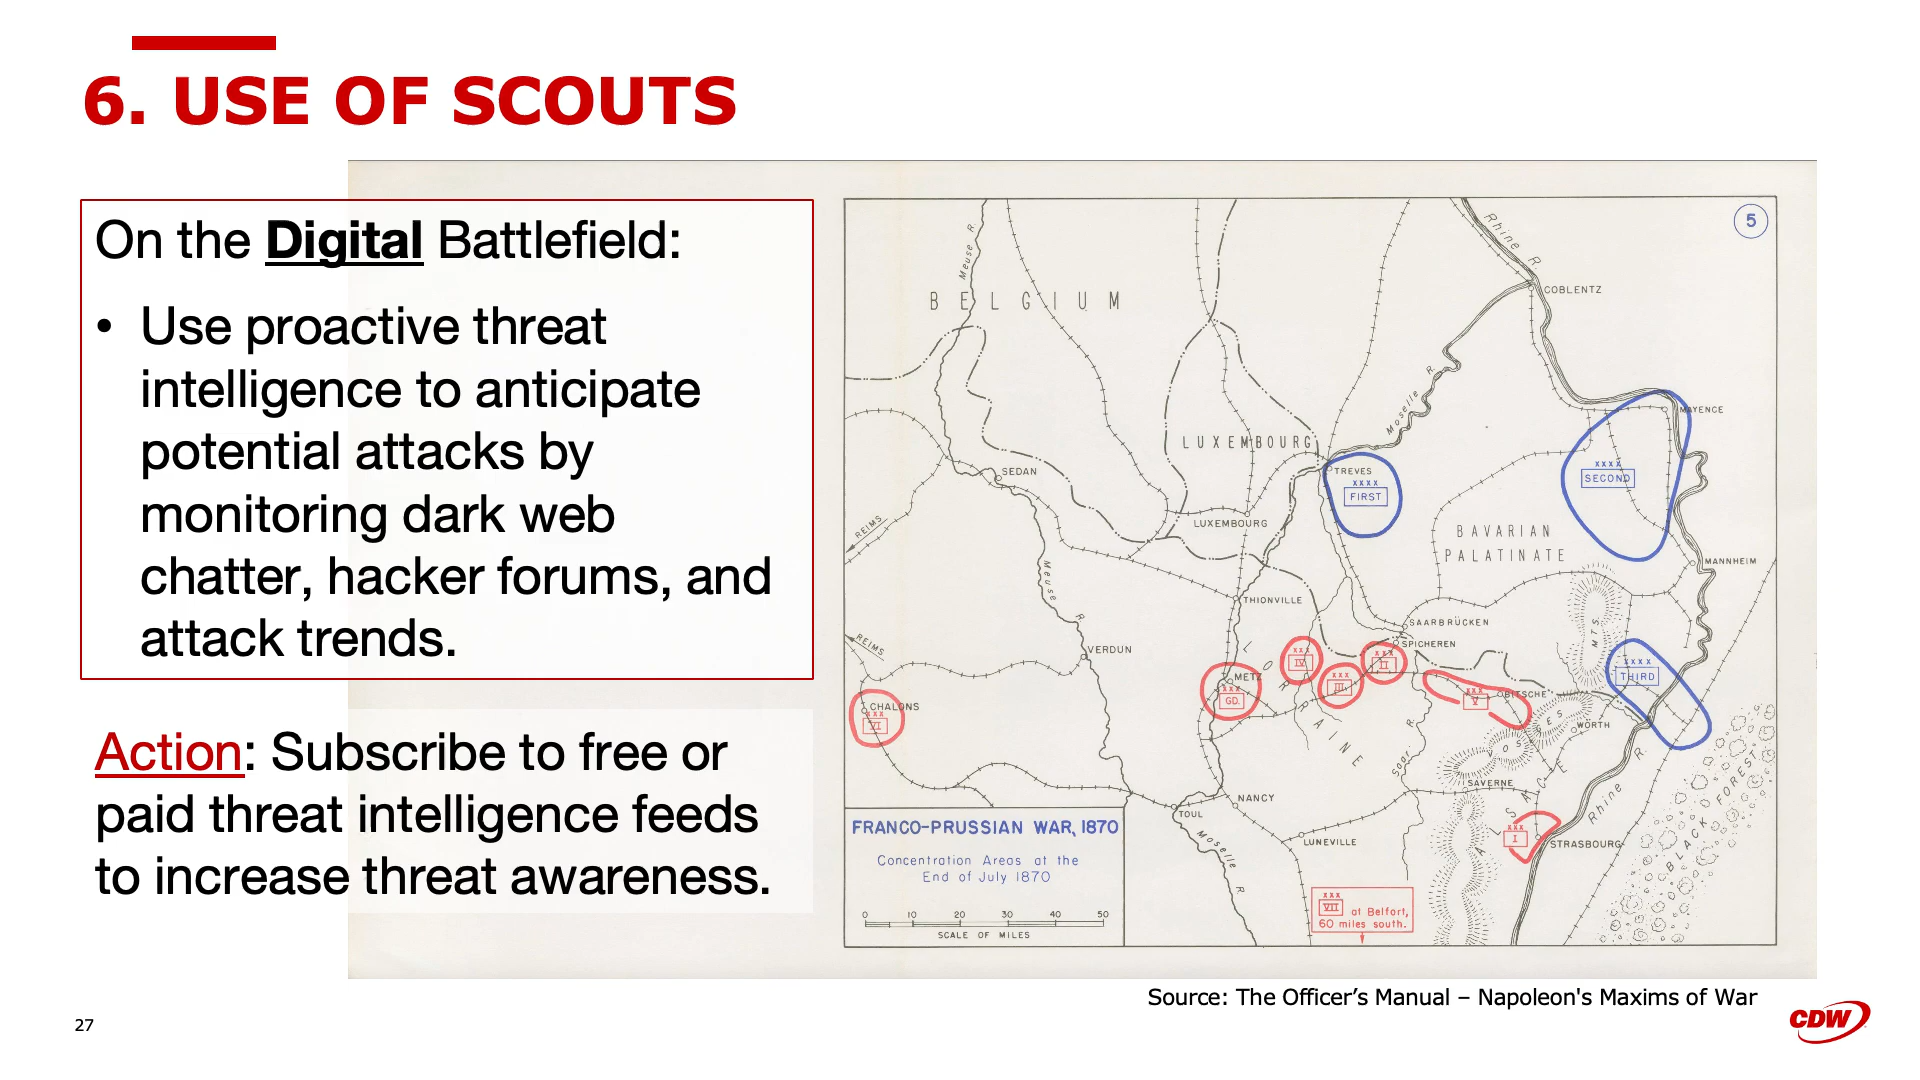 6. USE OF SCOUTS
On the Digital Battlefield:
• Use proactive threat
intelligence to anticipate
potential attacks by
monitoring dark web
chatter, hacker forums, and
attack trends.
Action: Subscribe to free or
paid threat intelligence feeds
to increase threat awareness.
5
Meuse R.
Rhine R.
COBLENTZ
BELGIUM
Moselle R.
MAYENCE
LUXEMBOURG
SEDAN
TREVES
XXXX
FIRST
XXXX
SECOND
REIMS
LUXEMBOURG
BAVARIAN
PALATINATE
MANNHEIM
Meuse R.
THIONVILLE
SAARBRÜCKEN
REIMS
VERDUN
SPICHEREN
MTS.
XXX
IV
XXX
II
XXXX
THIRD
METZ
XXX
GD.
XXX
III
XXX
V
BITSCHE
CHALONS
XXX
VI
LORRAINE
WÖRTH
VOSGES
Saar R.
SAVERNE
ALSACE
Rhine R.
BLACK FOREST
NANCY
TOUL
Moselle R.
LUNEVILLE
XXX
I
STRASBOURG
FRANCO-PRUSSIAN WAR, 1870
Concentration Areas at the
End of July 1870
0 10 20 30 40 50
SCALE OF MILES
XXX
VII at Belfort,
60 miles south.
Source: The Officer’s Manual – Napoleon's Maxims of War
27
CDW